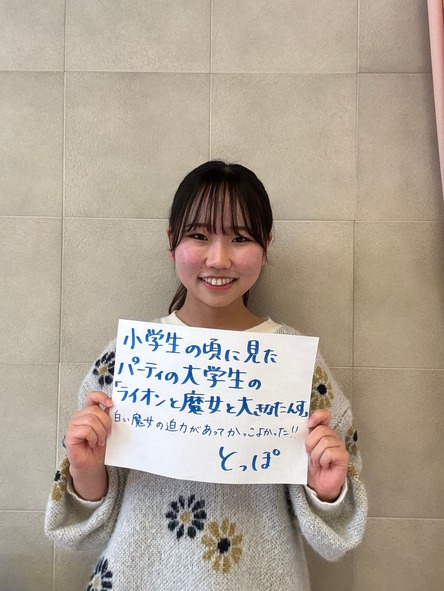 小学生の頃に見た
パーティの大学生の
「ライオンと魔女と大きなたんす」
白い魔女の迫力があってかっこよかった!!
とっぽ